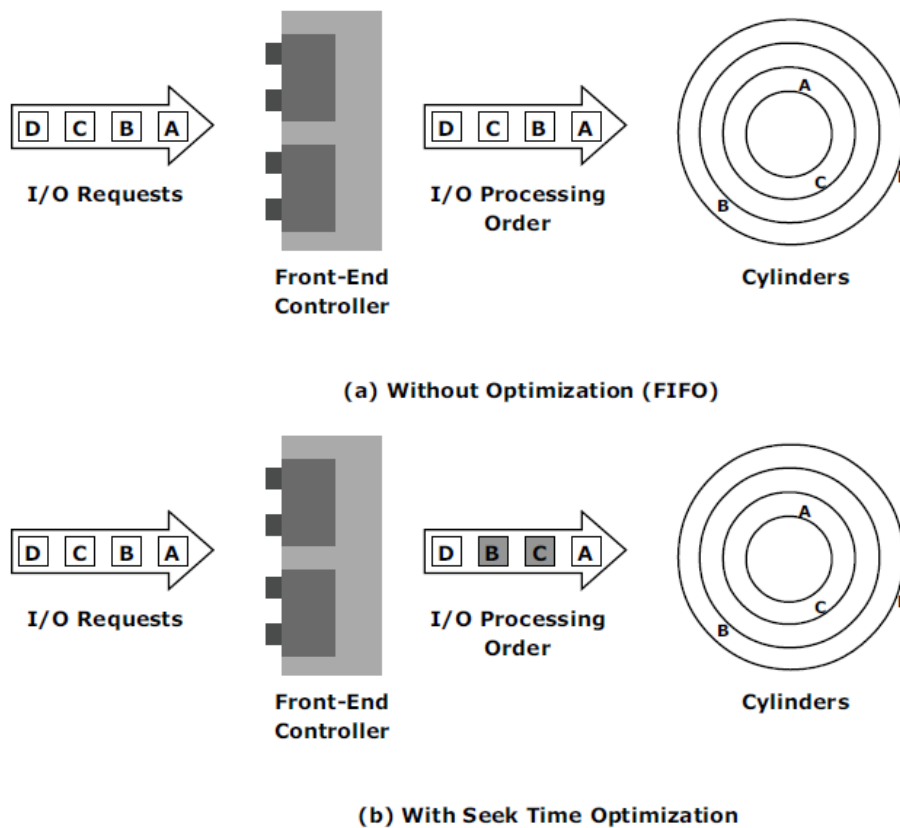 D C B A
I/O Requests
Front-End
Controller
D C B A
I/O Processing
Order
A
C
B
Cylinders
(a) Without Optimization (FIFO)
D C B A
I/O Requests
Front-End
Controller
D B C A
I/O Processing
Order
A
C
B
Cylinders
(b) With Seek Time Optimization